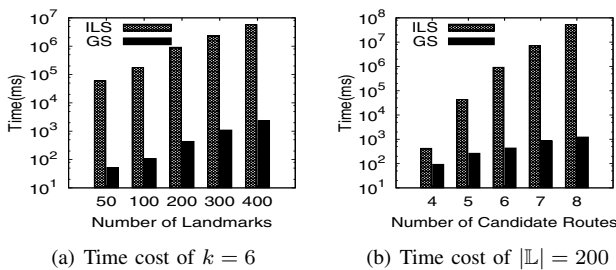 ILS
GS
Time(ms)
10^7
10^6
10^5
10^4
10^3
10^2
10^1
50 100 200 300 400
Number of Landmarks
(a) Time cost of k = 6
ILS
GS
Time(ms)
10^8
10^7
10^6
10^5
10^4
10^3
10^2
10^1
4 5 6 7 8
Number of Candidate Routes
(b) Time cost of |𝕃| = 200